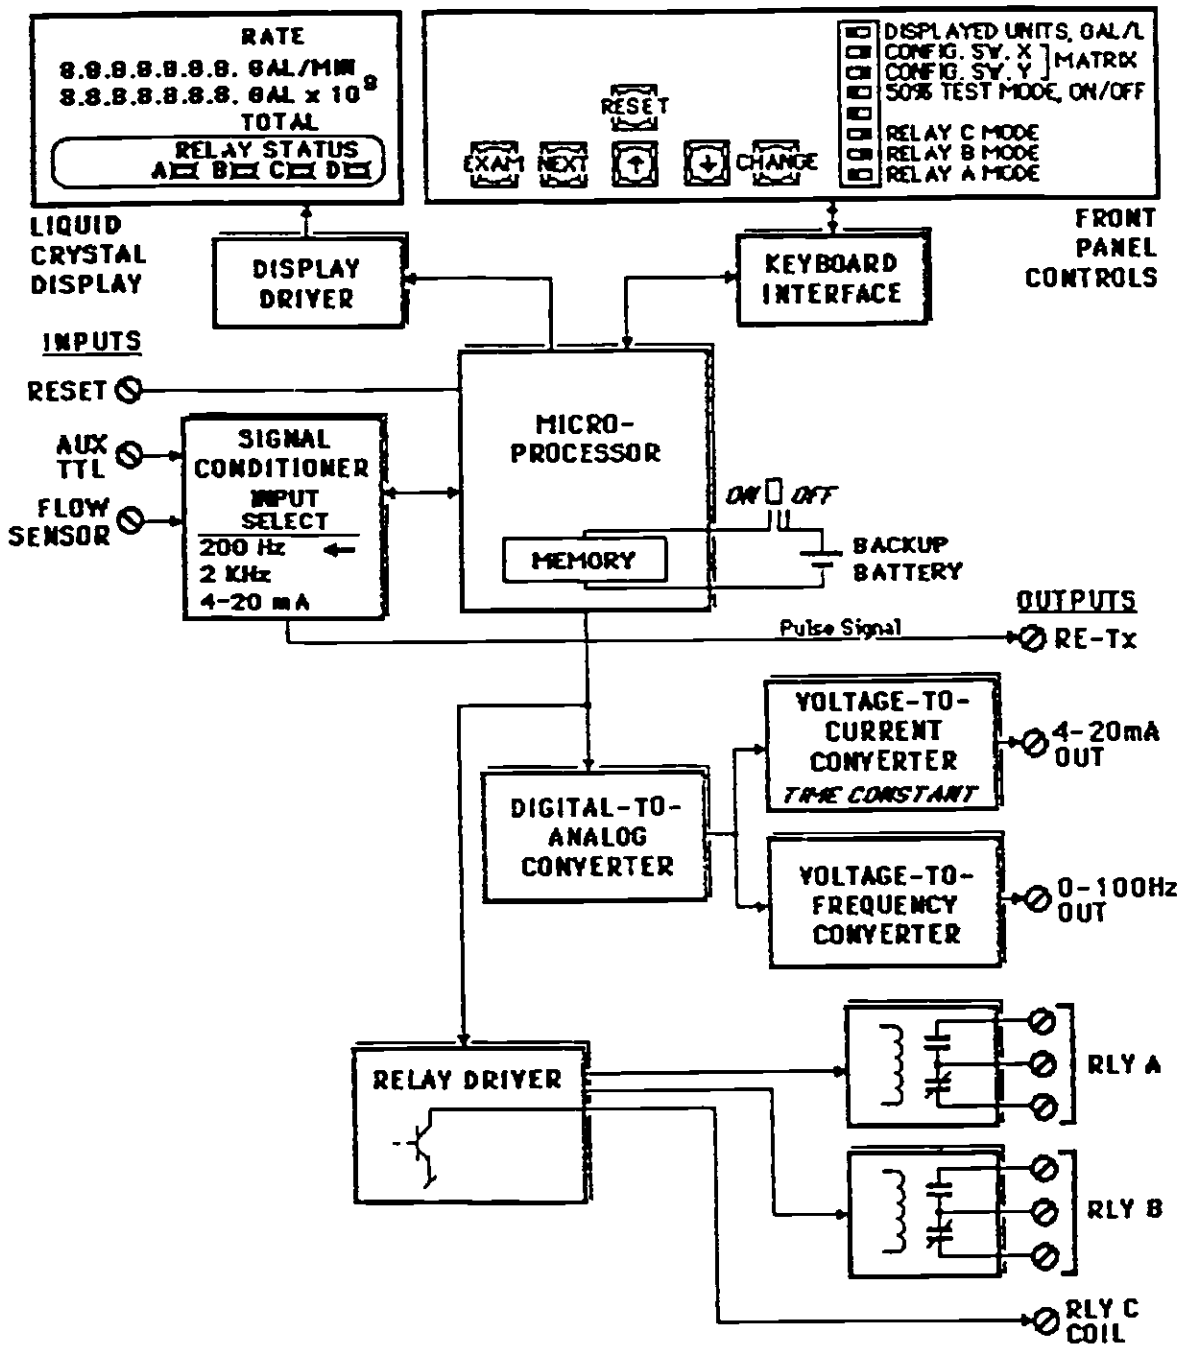 RATE
8.8.8.8.8.8.8. GAL/MIN
8.8.8.8.8.8.8. GAL x 10 8
TOTAL
RELAY STATUS
A B C D
LIQUID
CRYSTAL
DISPLAY
DISPLAYED UNITS, GAL/L
CONFIG. SW. X
CONFIG. SW. Y
MATRIX
50% TEST MODE, ON/OFF
RELAY C MODE
RELAY B MODE
RELAY A MODE
RESET
EXAM NEXT ↑ ↓ CHANGE
FRONT
PANEL
CONTROLS
DISPLAY
DRIVER
KEYBOARD
INTERFACE
INPUTS
RESET
AUX
TTL
FLOW
SENSOR
SIGNAL
CONDITIONER
INPUT
SELECT
200 Hz ←
2 KHz
4-20 mA
MICRO-
PROCESSOR
MEMORY
ON OFF
BACKUP
BATTERY
OUTPUTS
Pulse Signal
RE-Tx
VOLTAGE-TO-
CURRENT
CONVERTER
TIME CONSTANT
4-20mA
OUT
DIGITAL-TO-
ANALOG
CONVERTER
VOLTAGE-TO-
FREQUENCY
CONVERTER
0-100Hz
OUT
RELAY DRIVER
RLY A
RLY B
RLY C
COIL